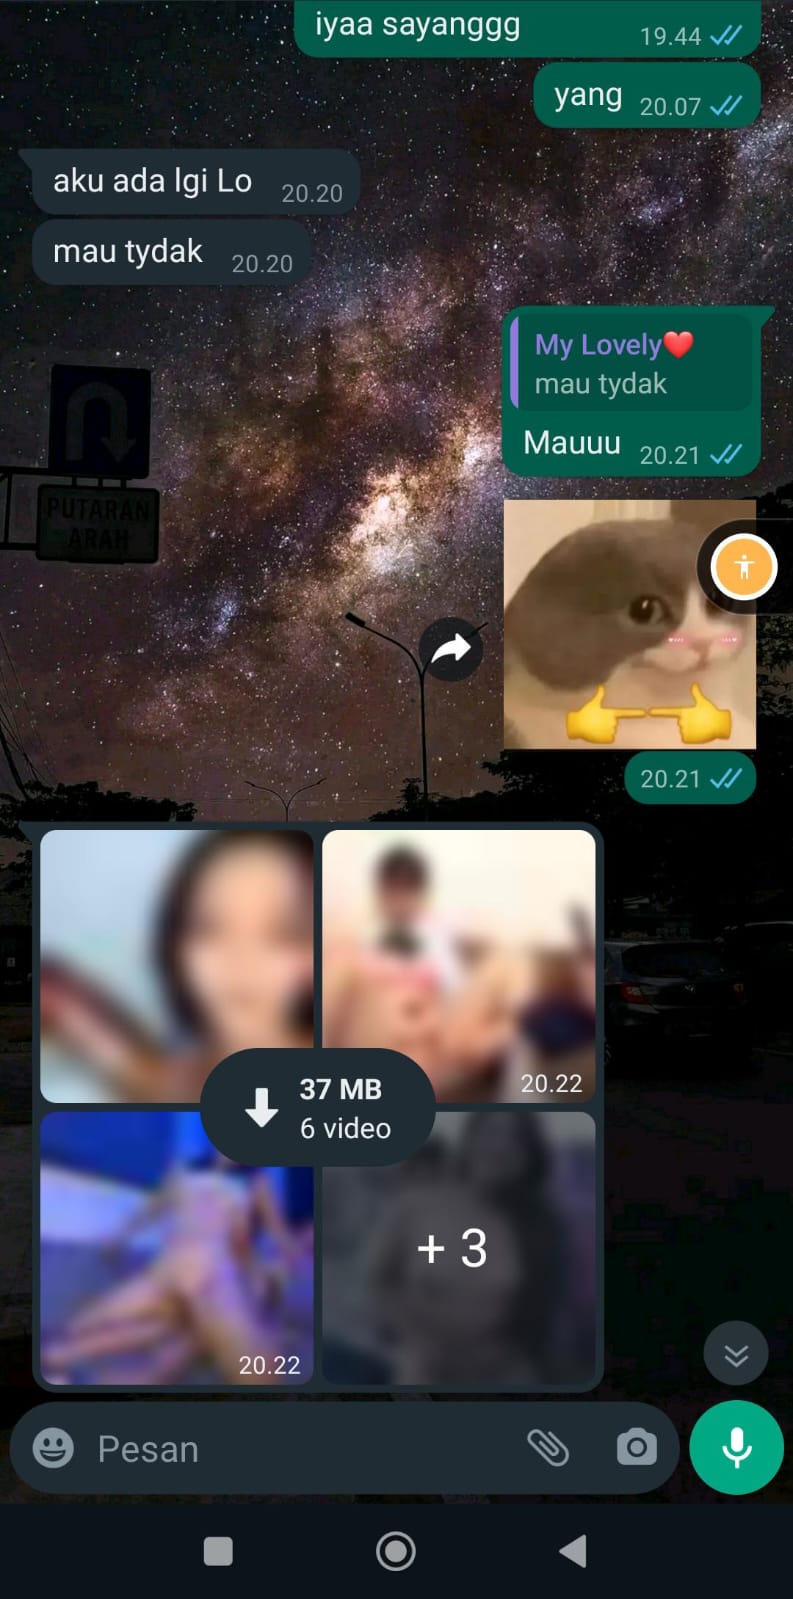 iyaa sayanggg
19.44
yang
20.07
aku ada lgi Lo
20.20
mau tydak
20.20
My Lovely❤️
mau tydak
Mauuu
20.21
PUTARAN
ARAH
20.21
20.22
37 MB
6 video
+ 3
20.22
Pesan